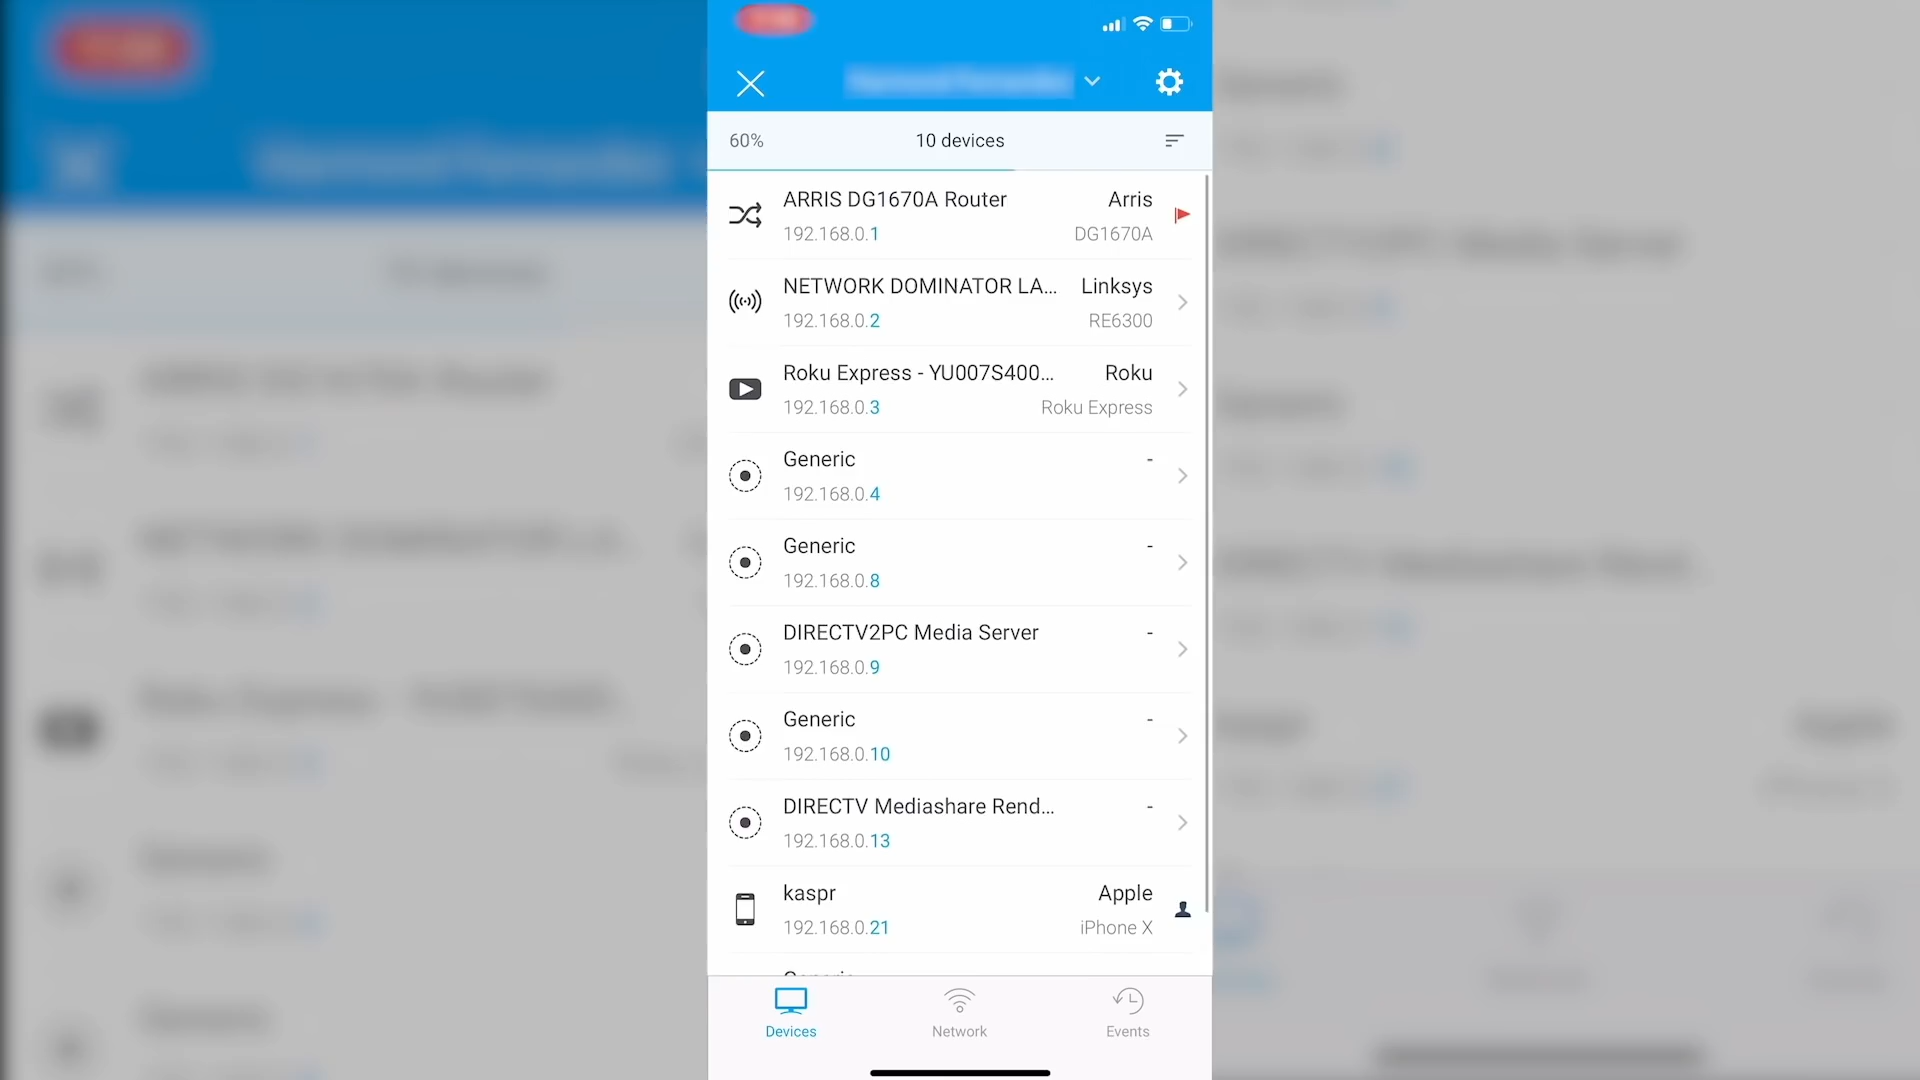 60%
10 devices
ARRIS DG1670A Router
Arris
192.168.0.1
DG1670A
NETWORK DOMINATOR LA...
Linksys
192.168.0.2
RE6300
Roku Express - YU007S400...
Roku
192.168.0.3
Roku Express
Generic
-
192.168.0.4
Generic
-
192.168.0.8
DIRECTV2PC Media Server
-
192.168.0.9
Generic
-
192.168.0.10
DIRECTV Mediashare Rend...
-
192.168.0.13
kaspr
Apple
192.168.0.21
iPhone X
Devices
Network
Events